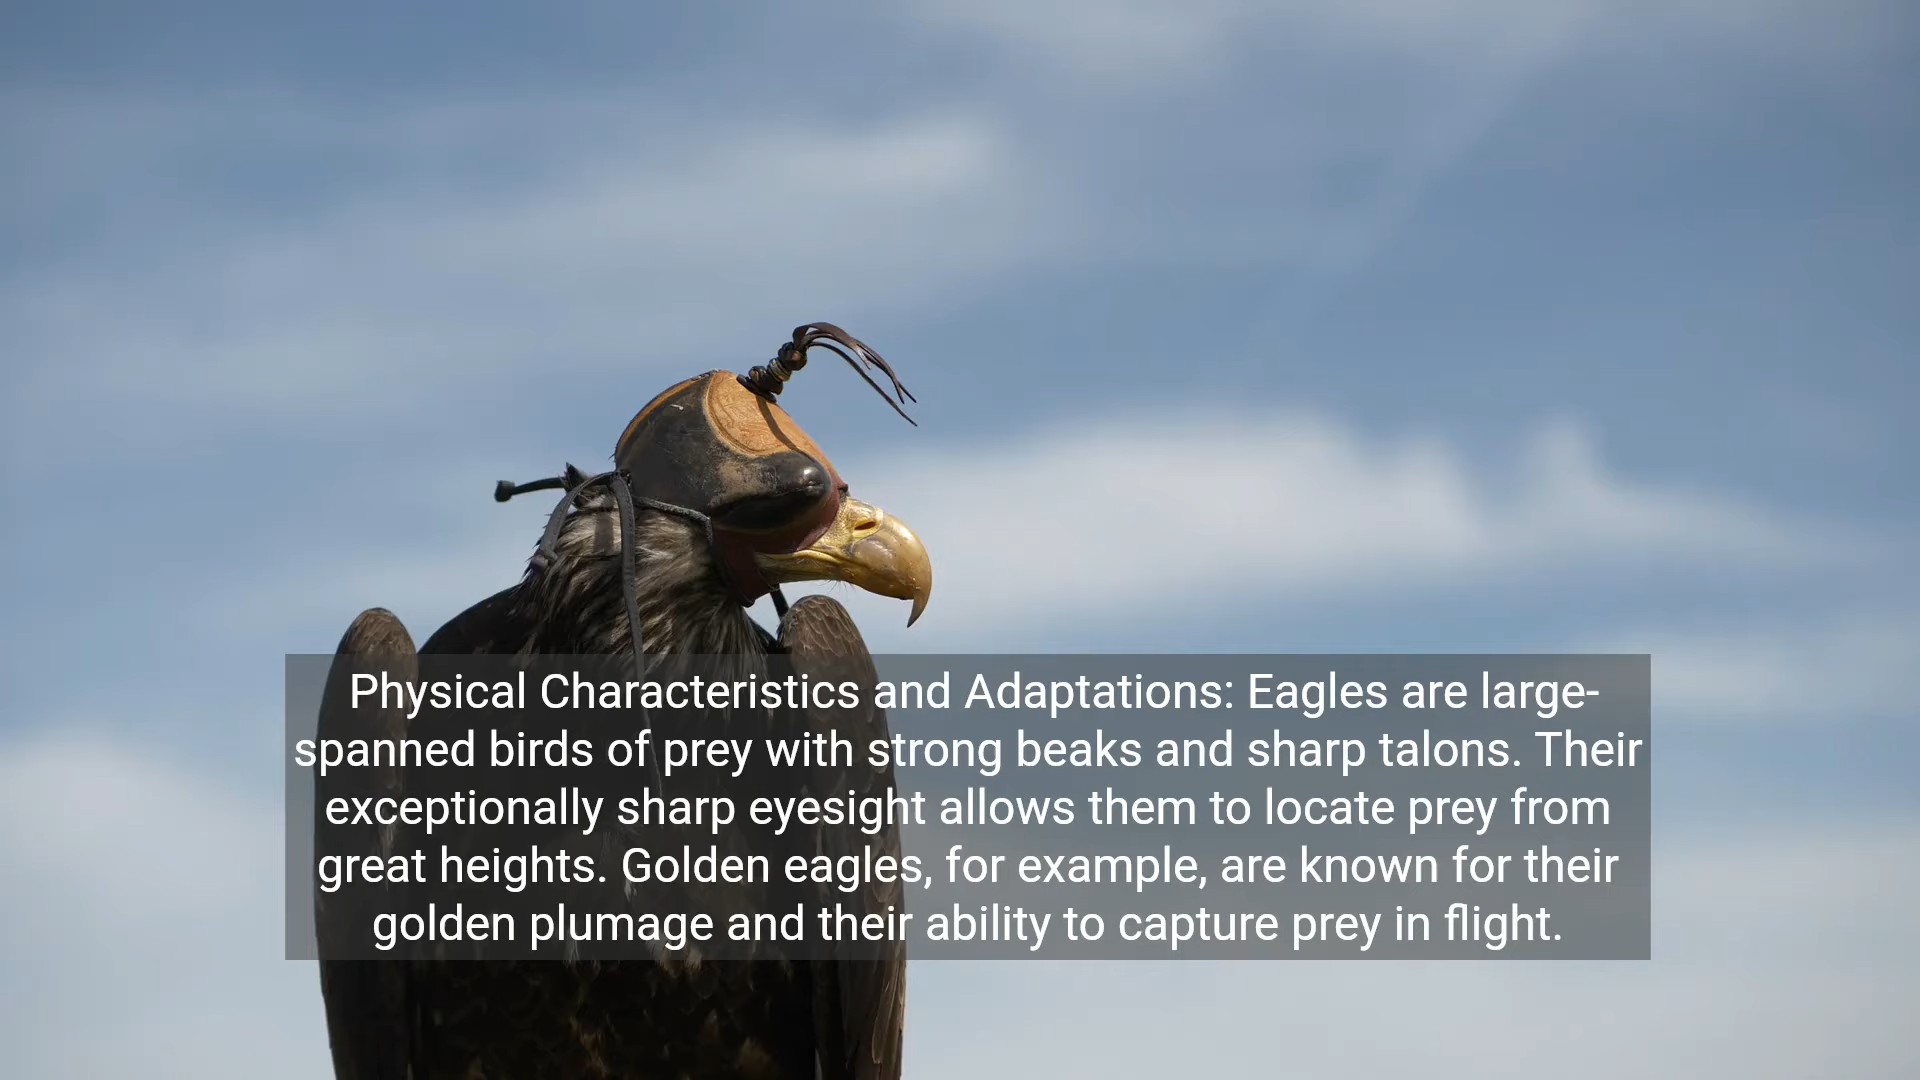 Physical Characteristics and Adaptations: Eagles are large-
spanned birds of prey with strong beaks and sharp talons. Their
exceptionally sharp eyesight allows them to locate prey from
great heights. Golden eagles, for example, are known for their
golden plumage and their ability to capture prey in flight.